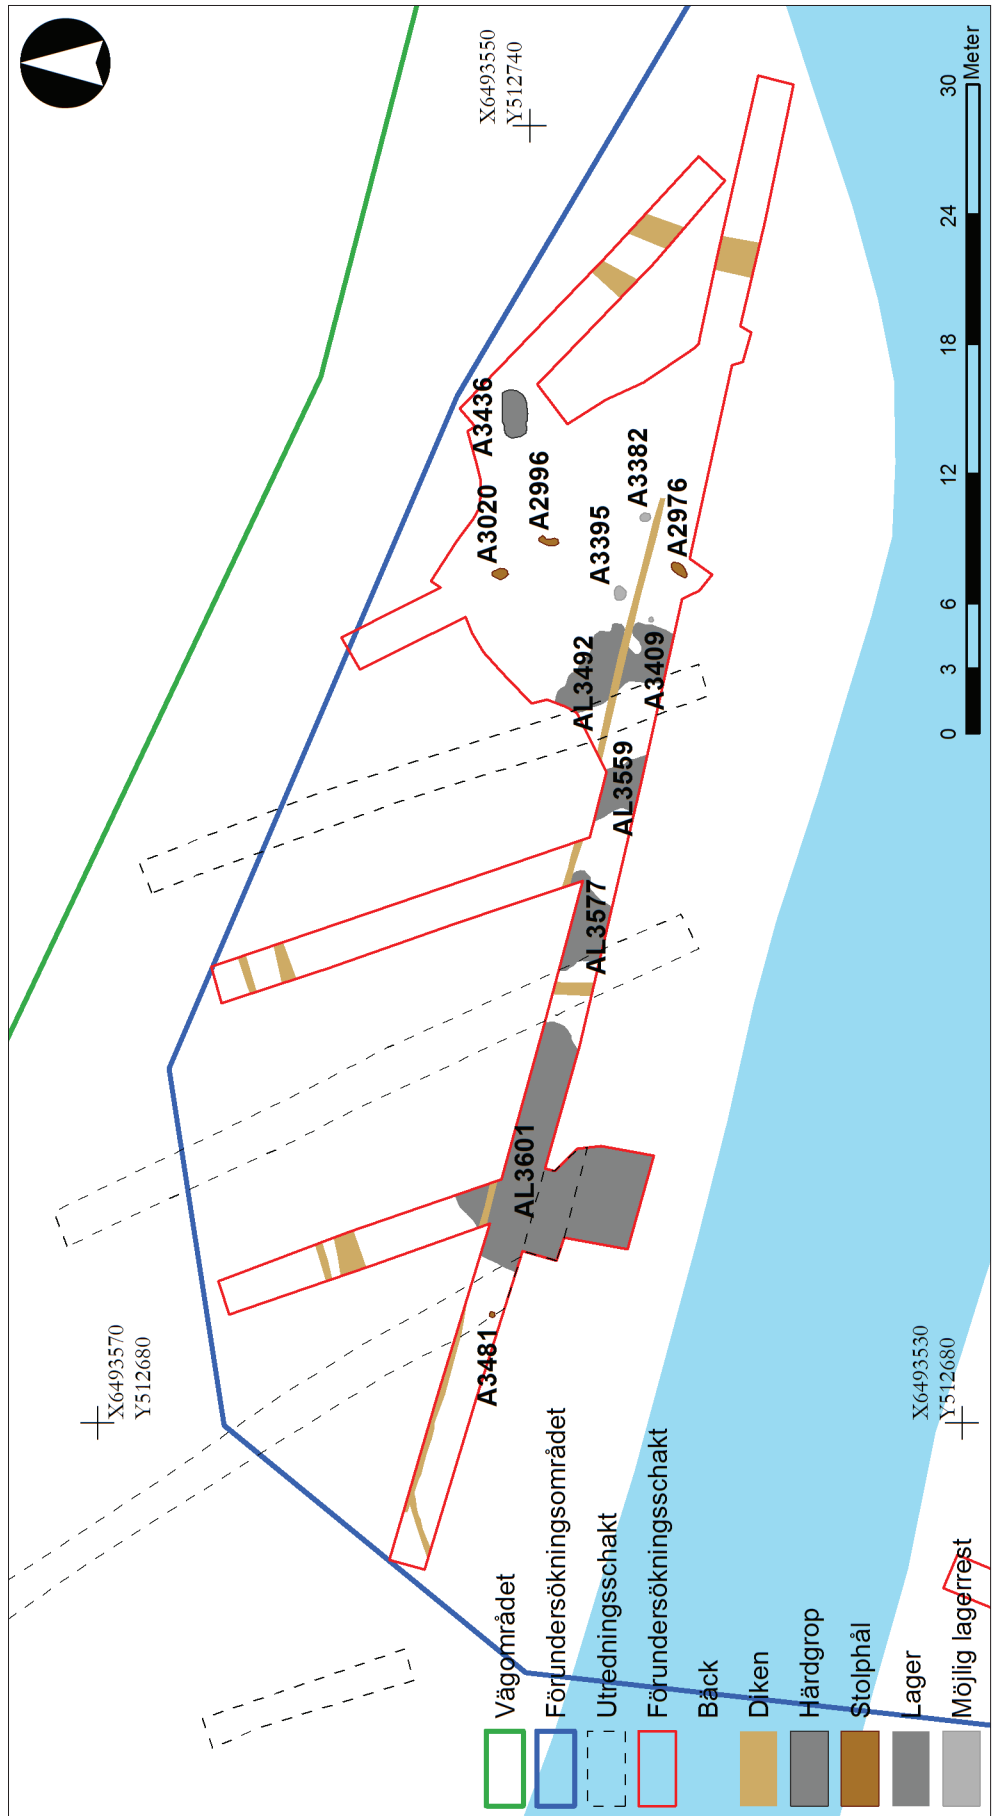 X6493550
Y512740
X6493570
Y512680
X6493530
Y512680
A3436
A3020
A2996
A3382
A3395
A2976
AL3492
A3409
AL3559
AL3577
AL3601
A3481
Vägområdet
Förundersökningsområdet
Utredningsschakt
Förundersökningsschakt
Bäck
Diken
Härdgrop
Stolphål
Lager
Möjlig lagerrest
0 3 6 12 18 24 30
Meter